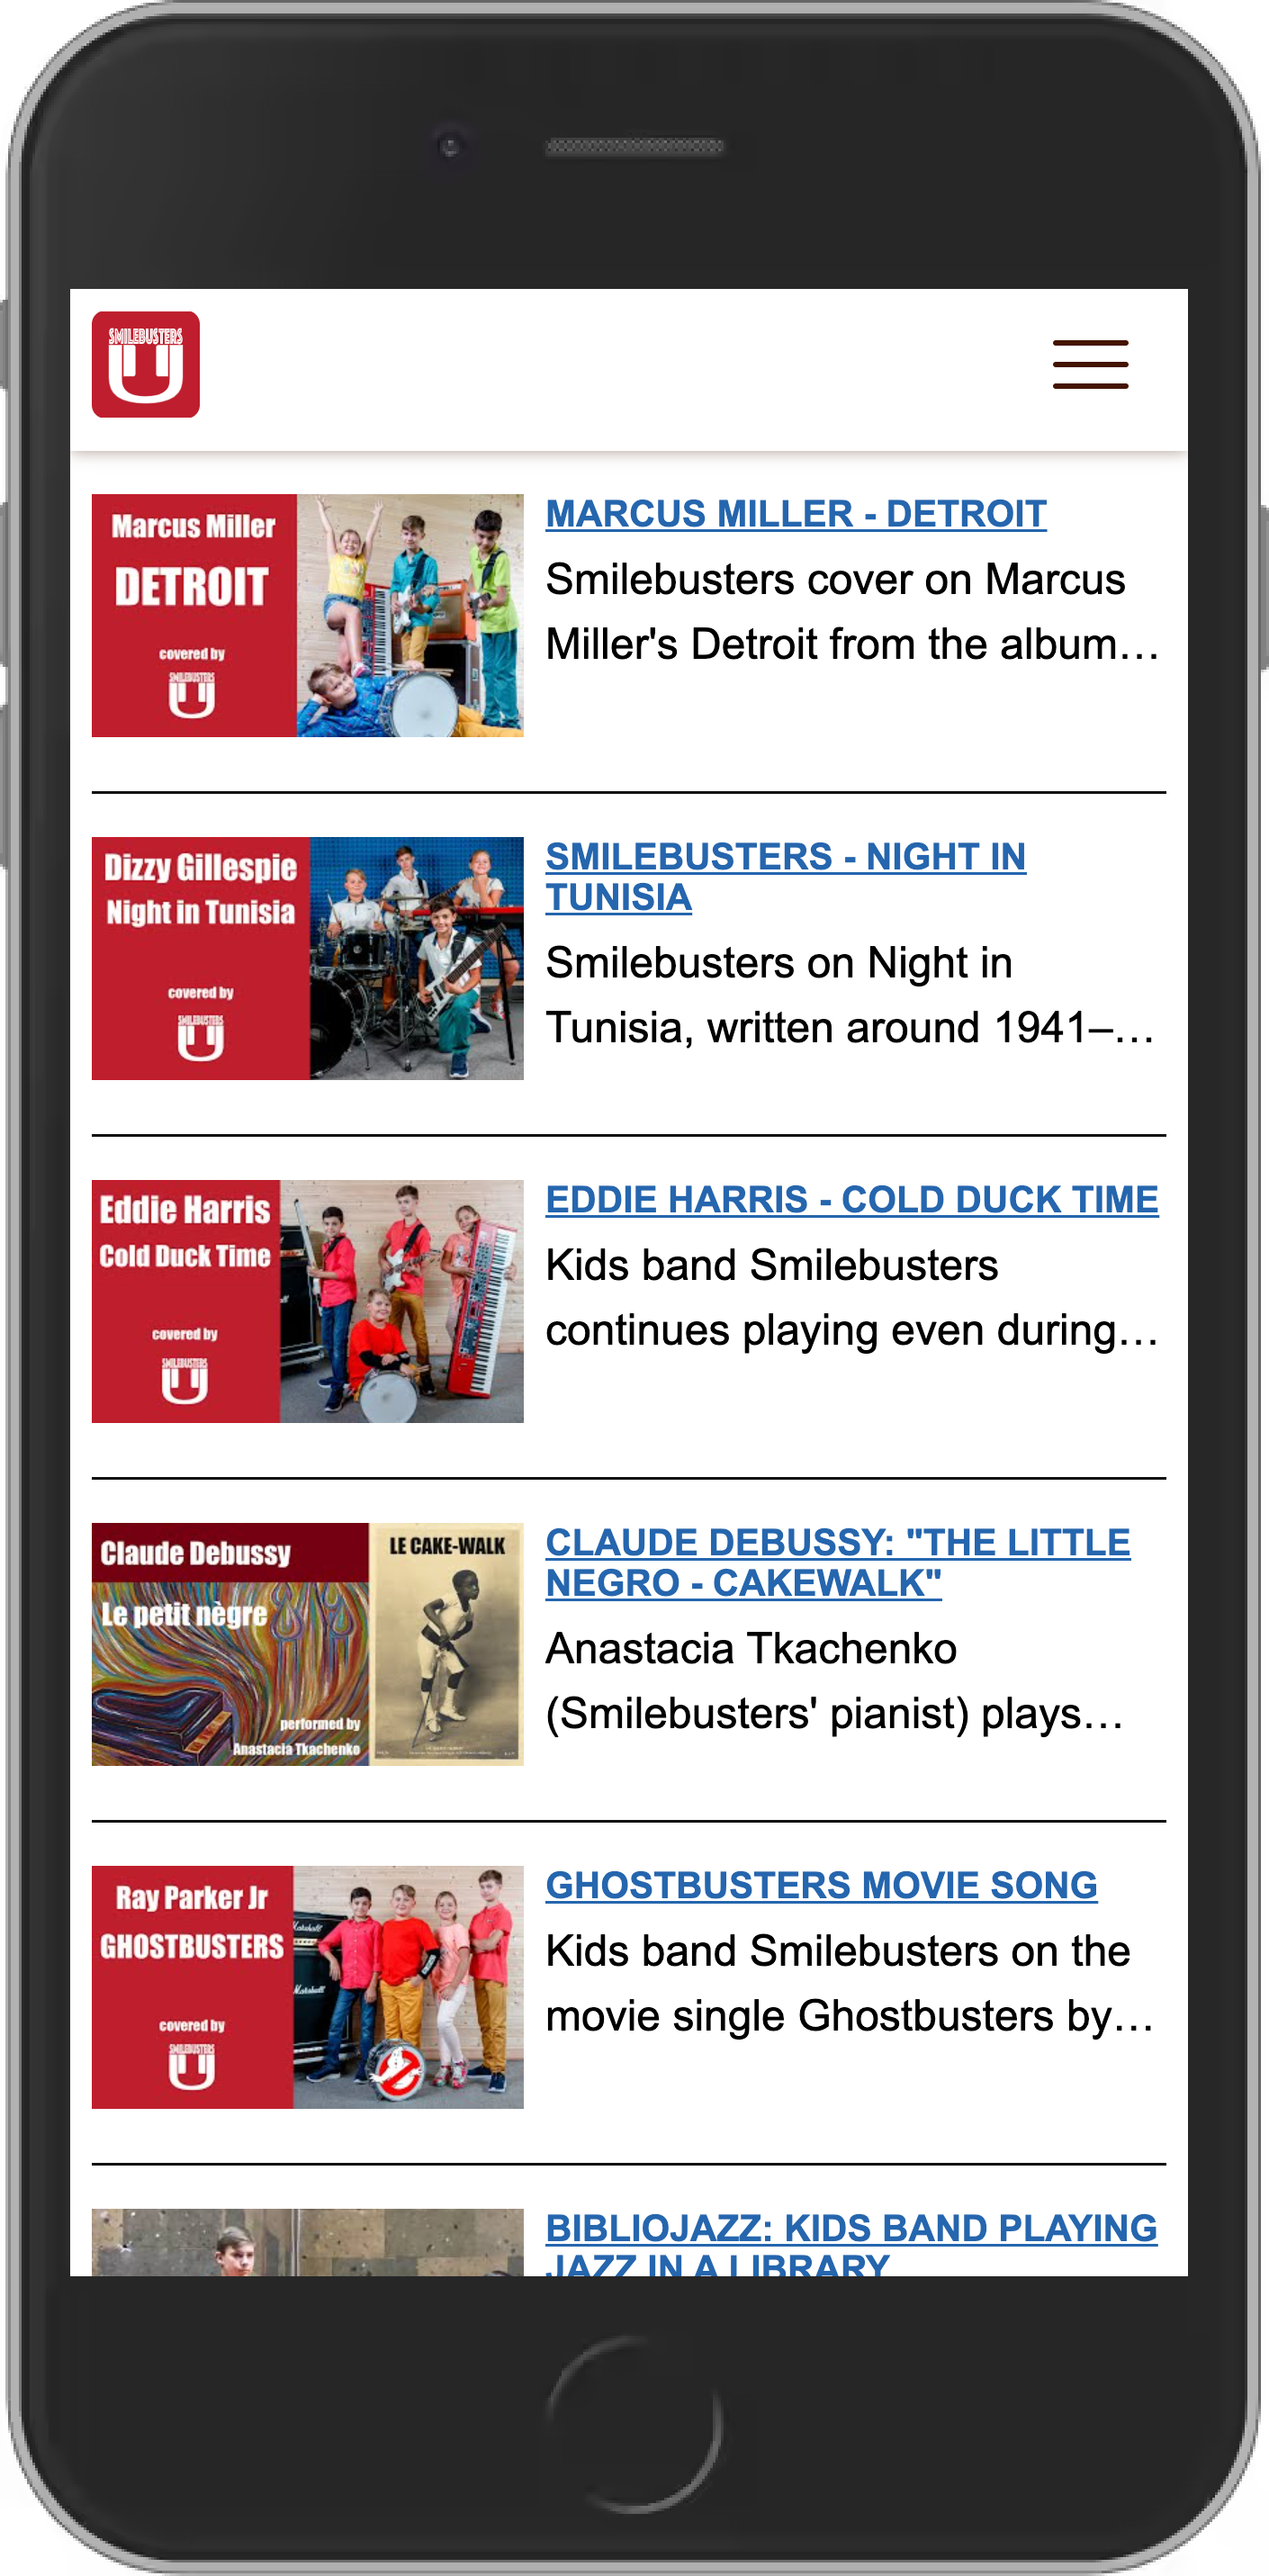 SMILEBUSTERS
Marcus Miller
DETROIT
covered by
SMILEBUSTERS
MARCUS MILLER - DETROIT
Smilebusters cover on Marcus
Miller's Detroit from the album…
Dizzy Gillespie
Night in Tunisia
covered by
SMILEBUSTERS
SMILEBUSTERS - NIGHT IN
TUNISIA
Smilebusters on Night in
Tunisia, written around 1941–…
Eddie Harris
Cold Duck Time
covered by
SMILEBUSTERS
EDDIE HARRIS - COLD DUCK TIME
Kids band Smilebusters
continues playing even during…
Claude Debussy
Le petit nègre
performed by
Anastacia Tkachenko
LE CAKE-WALK
CLAUDE DEBUSSY: "THE LITTLE
NEGRO - CAKEWALK"
Anastacia Tkachenko
(Smilebusters' pianist) plays…
Ray Parker Jr
GHOSTBUSTERS
covered by
SMILEBUSTERS
Marshall
Marshall
GHOSTBUSTERS MOVIE SONG
Kids band Smilebusters on the
movie single Ghostbusters by…
BIBLIOJAZZ: KIDS BAND PLAYING
JAZZ IN A LIBRARY